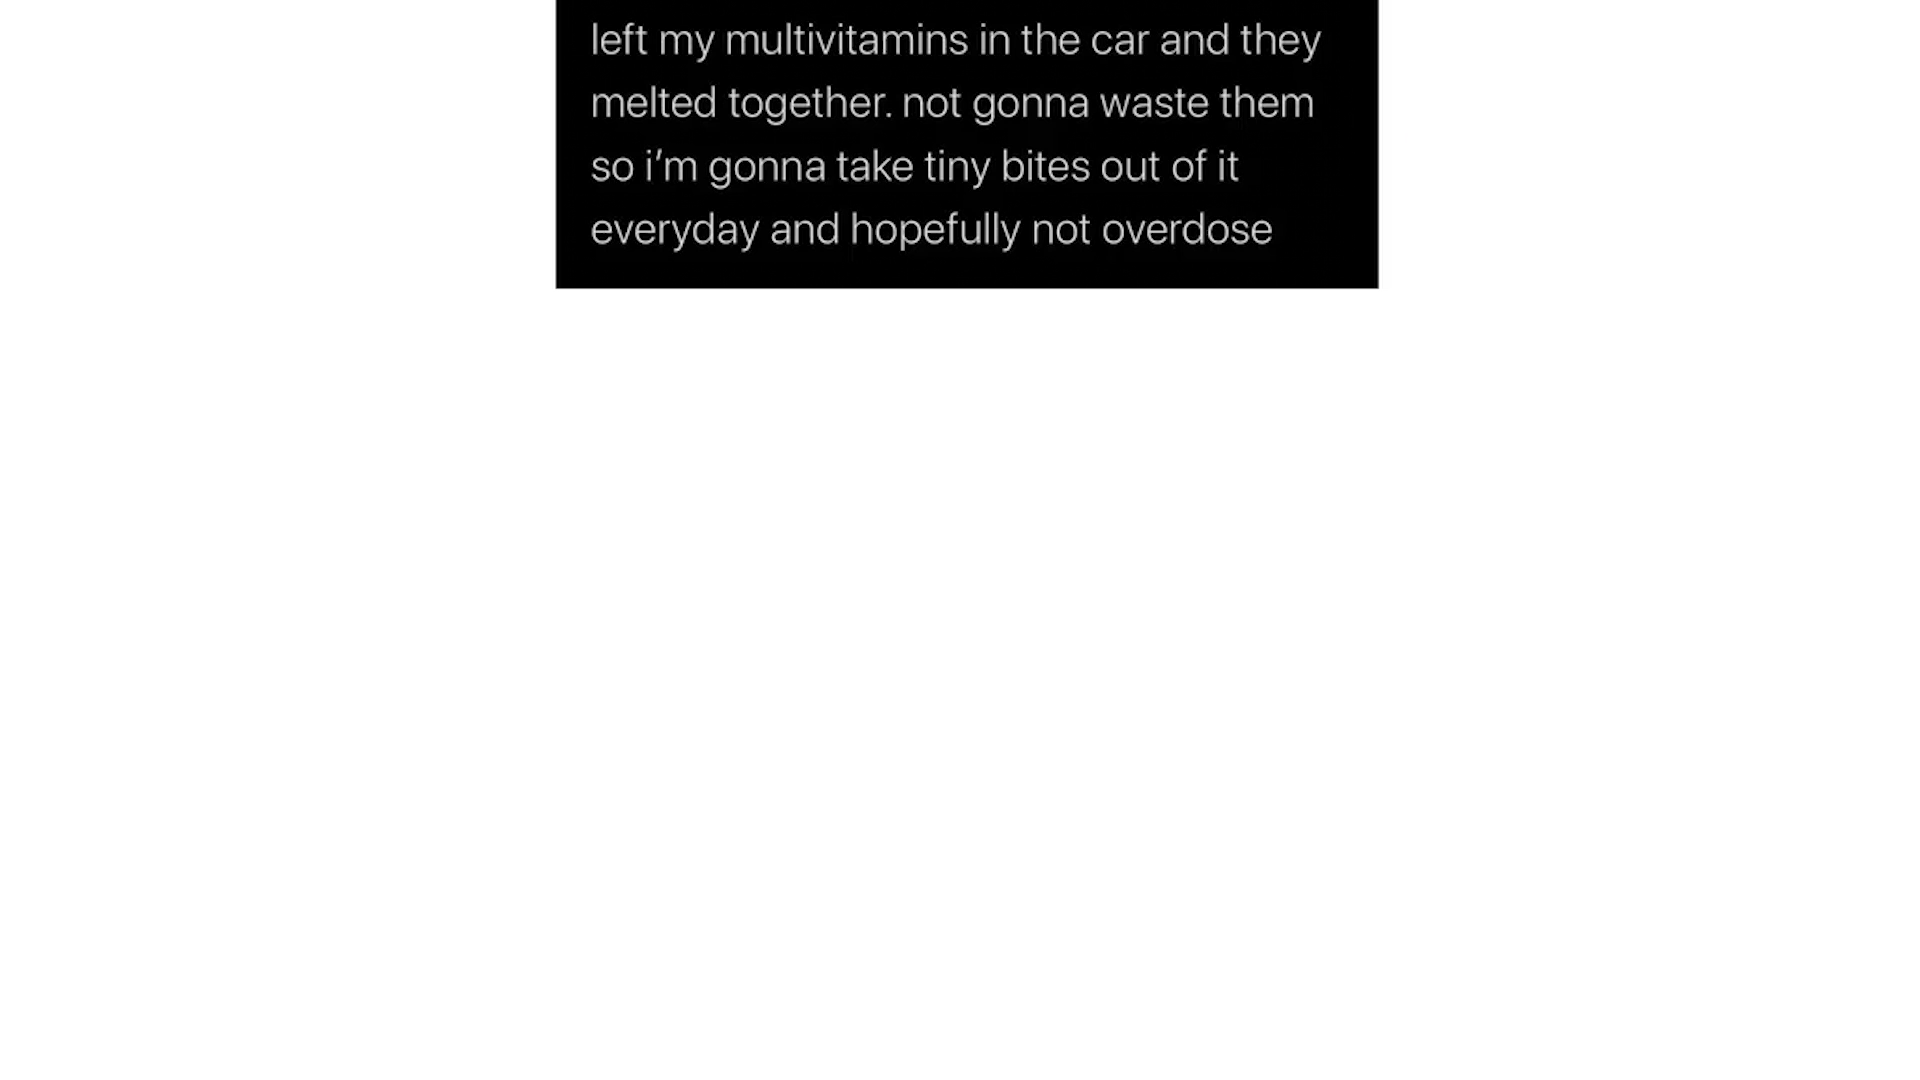 left my multivitamins in the car and they
melted together. not gonna waste them
so i’m gonna take tiny bites out of it
everyday and hopefully not overdose